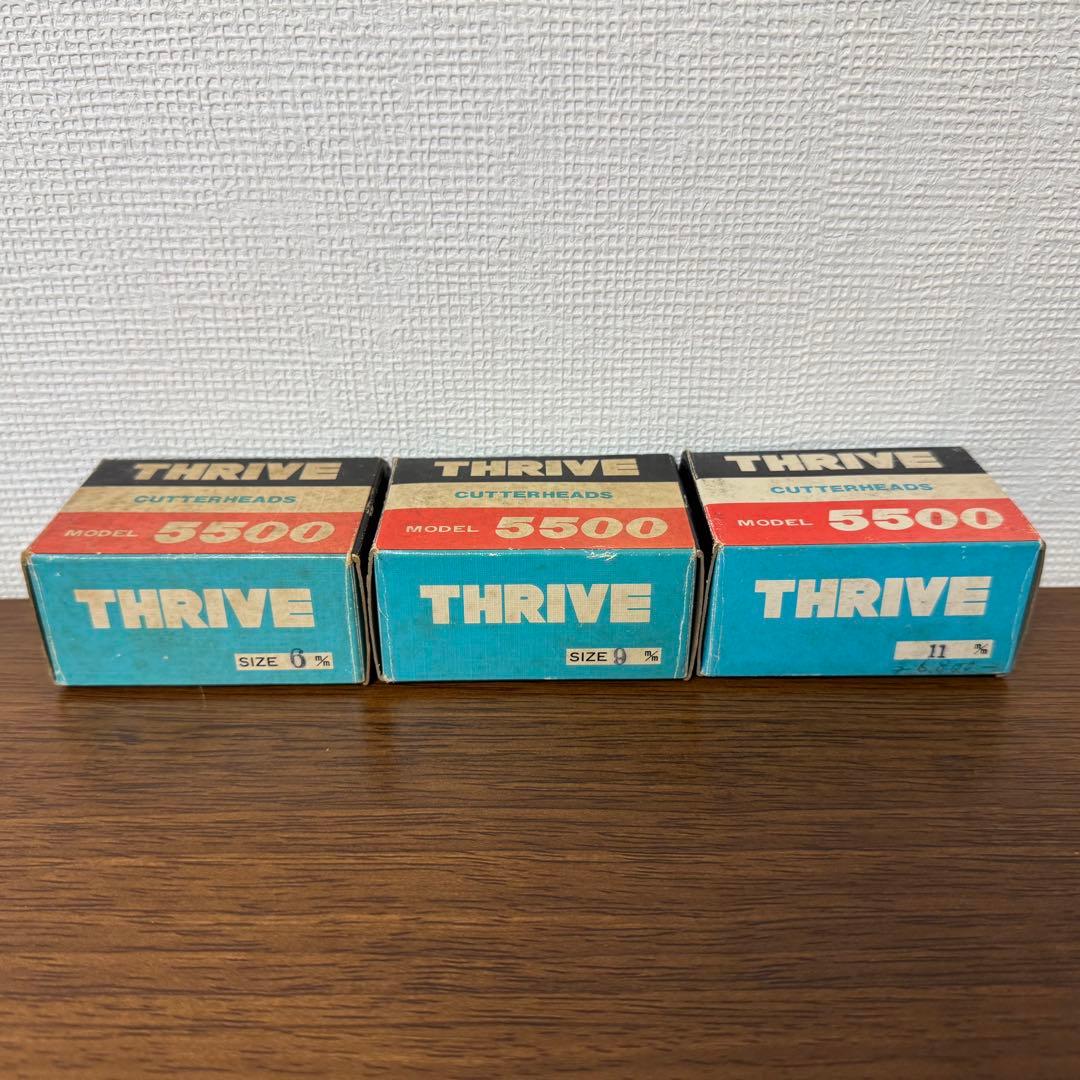 THRIVE
CUTTERHEADS
MODEL 5500
THRIVE
SIZE 6 m/m
THRIVE
CUTTERHEADS
MODEL 5500
THRIVE
SIZE 9 m/m
THRIVE
CUTTERHEADS
MODEL 5500
THRIVE
11 m/m